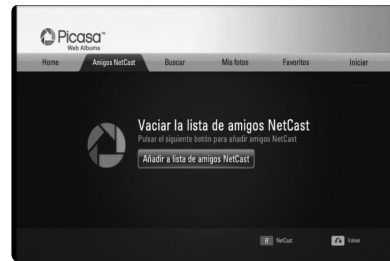 Picasa™
Web Albums
Home Amigos NetCast Buscar Mis fotos Favoritos Iniciar
Vaciar la lista de amigos NetCast
Pulsar el siguiente botón para añadir amigos NetCast
Añadir a lista de amigos NetCast
R NetCast Volver